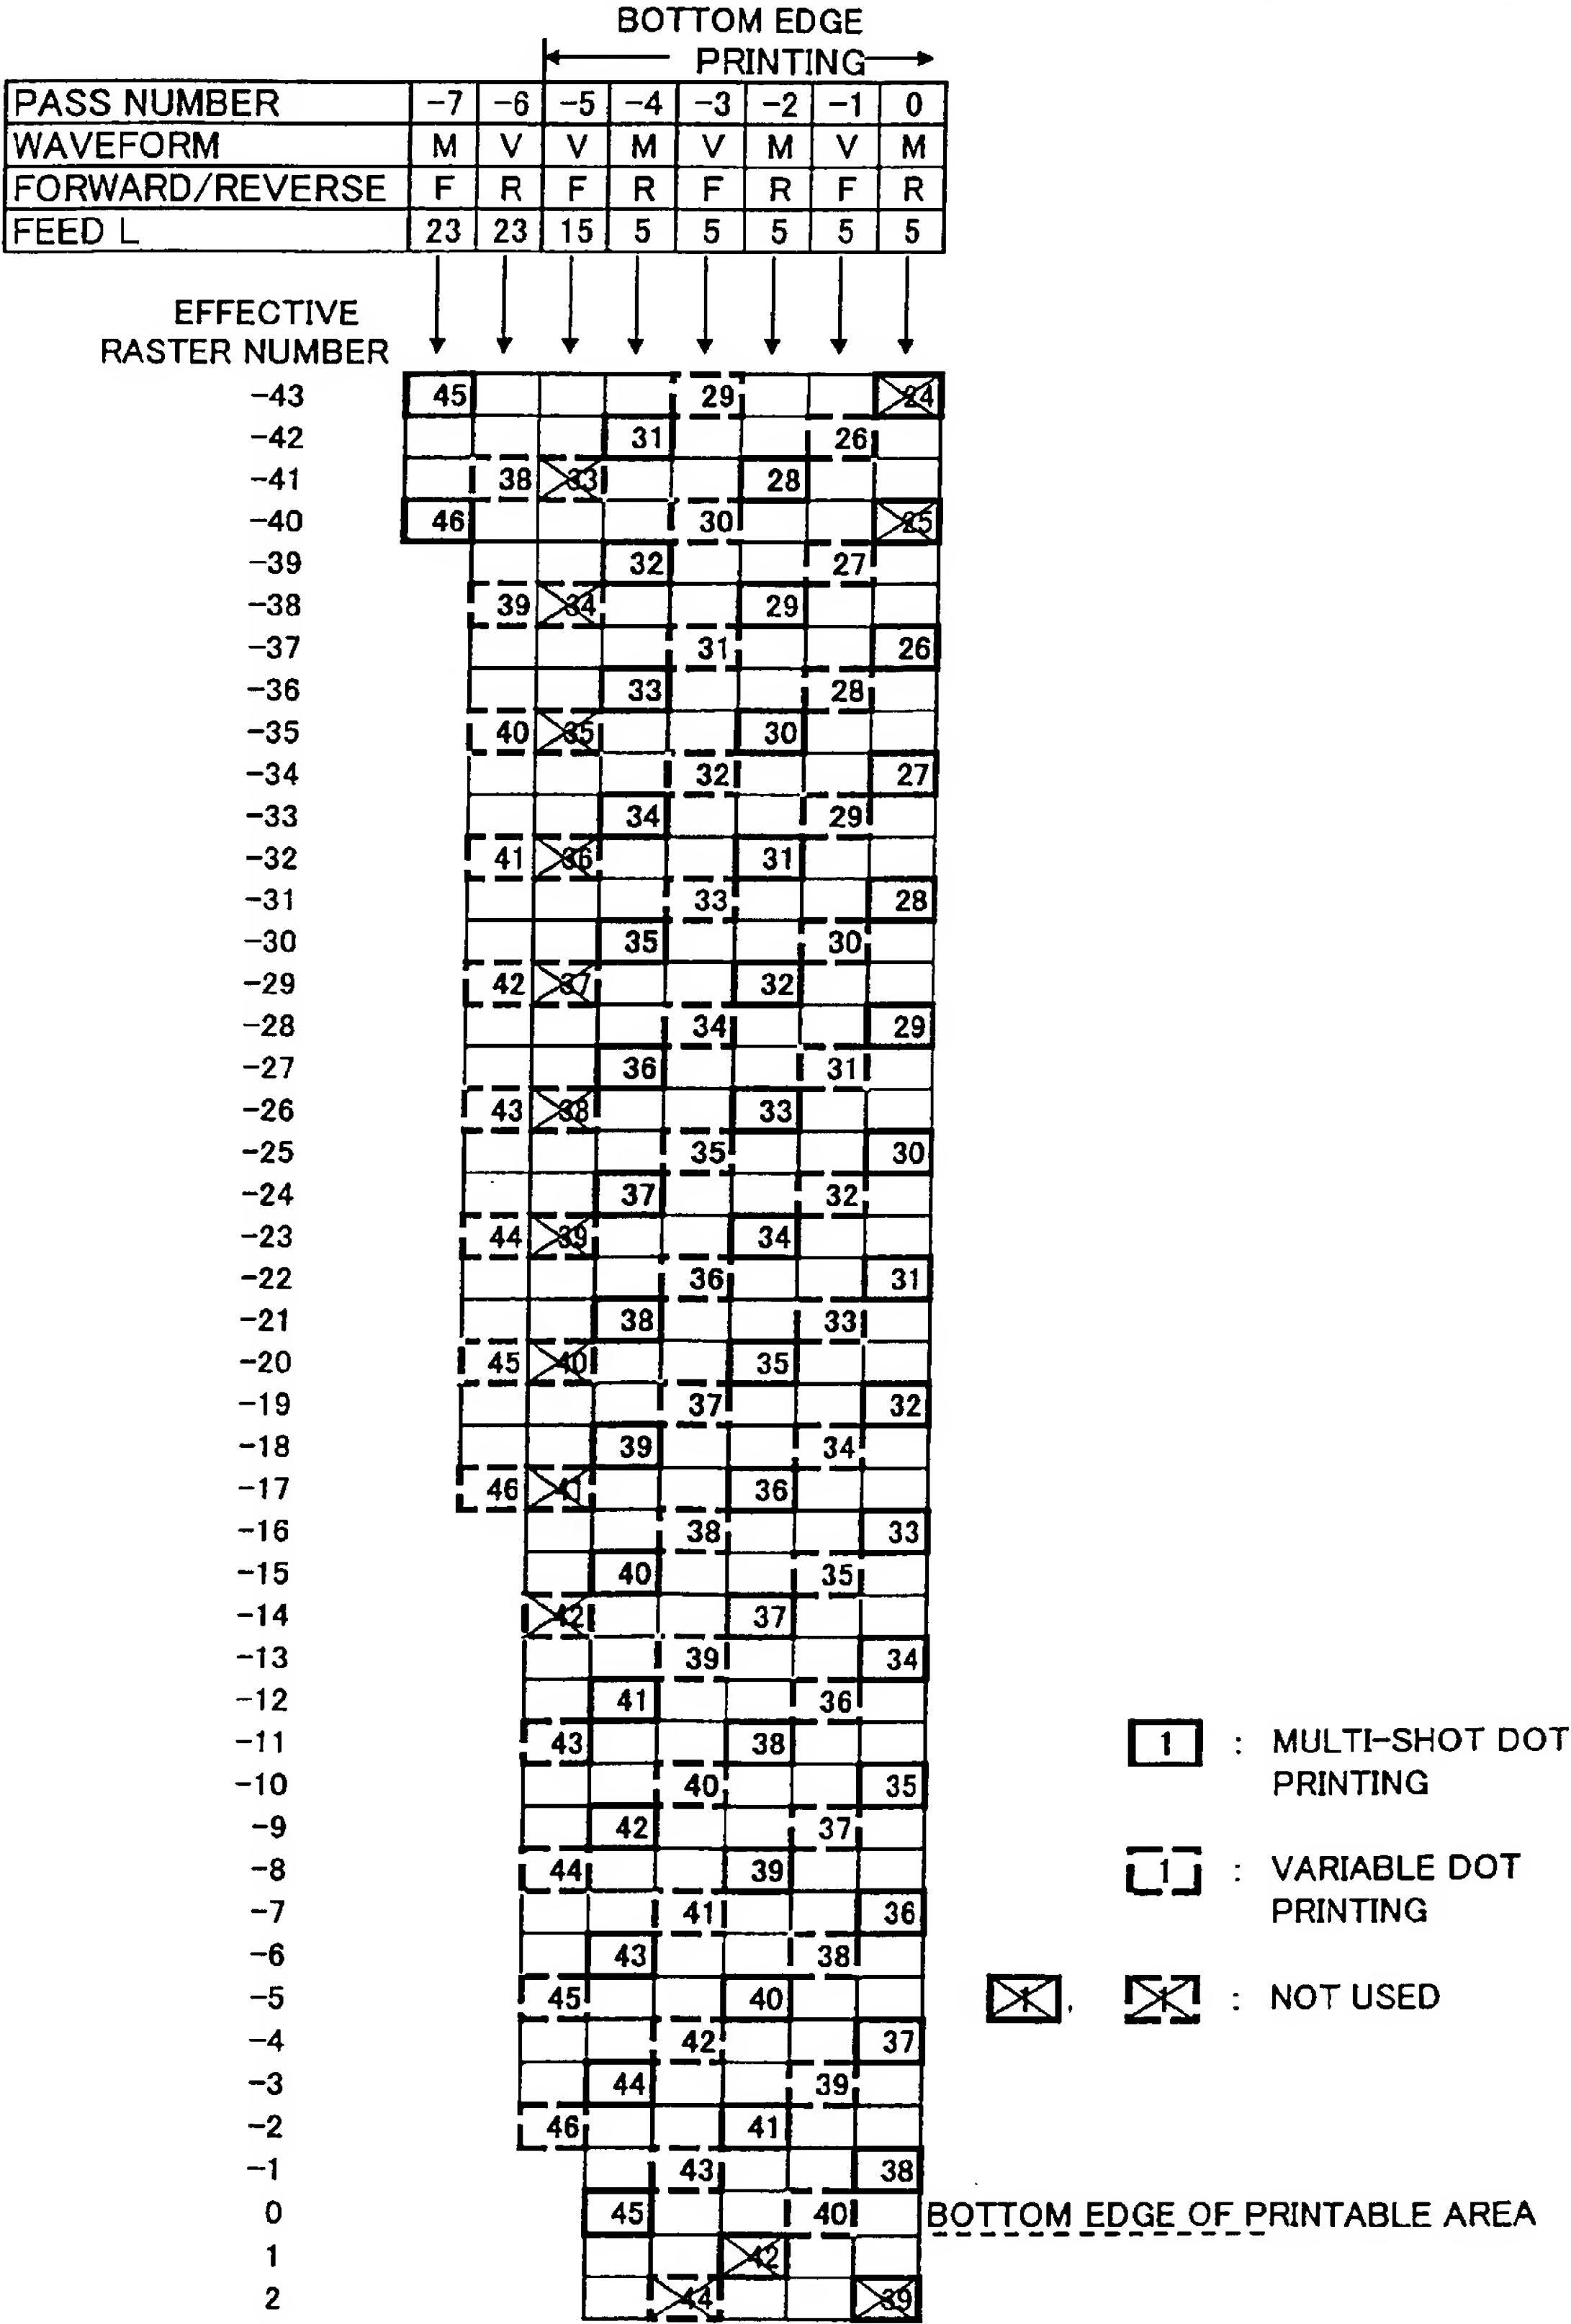 BOTTOM EDGE
PRINTING
PASS NUMBER -7 -6 -5 -4 -3 -2 -1 0
WAVEFORM M V V M V M V M
FORWARD/REVERSE F R F R F R F R
FEED L 23 23 15 5 5 5 5 5
EFFECTIVE
RASTER NUMBER
-43 45 29 24
-42 31 26
-41 38 33 28
-40 46 30 25
-39 32 27
-38 39 34 29
-37 31 26
-36 33 28
-35 40 35 30
-34 32 27
-33 34 29
-32 41 36 31
-31 33 28
-30 35 30
-29 42 37 32
-28 34 29
-27 36 31
-26 43 38 33
-25 35 30
-24 37 32
-23 44 39 34
-22 36 31
-21 38 33
-20 45 40 35
-19 37 32
-18 39 34
-17 46 41 36
-16 38 33
-15 40 35
-14 42 37
-13 39 34
-12 41 36
-11 43 38
-10 40 35
-9 42 37
-8 44 39
-7 41 36
-6 43 38
-5 45 40
-4 42 37
-3 44 39
-2 46 41
-1 43 38
0 45 40 BOTTOM EDGE OF PRINTABLE AREA
1 42
2 44 39
1 : MULTI-SHOT DOT
PRINTING
1 : VARIABLE DOT
PRINTING
1, 1 : NOT USED